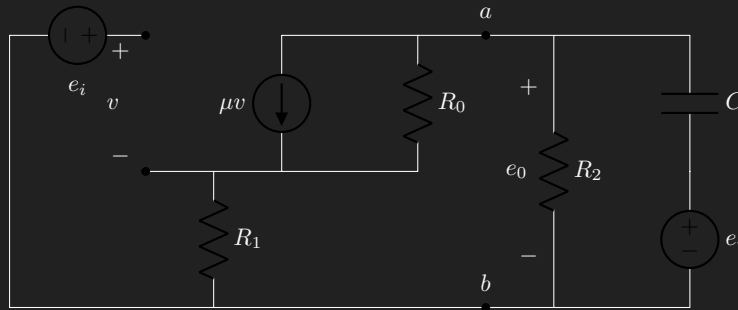 a
− +
+
e_i
v
μv
R_0
+
C
−
e_0
R_2
R_1
+
−
e
−
b